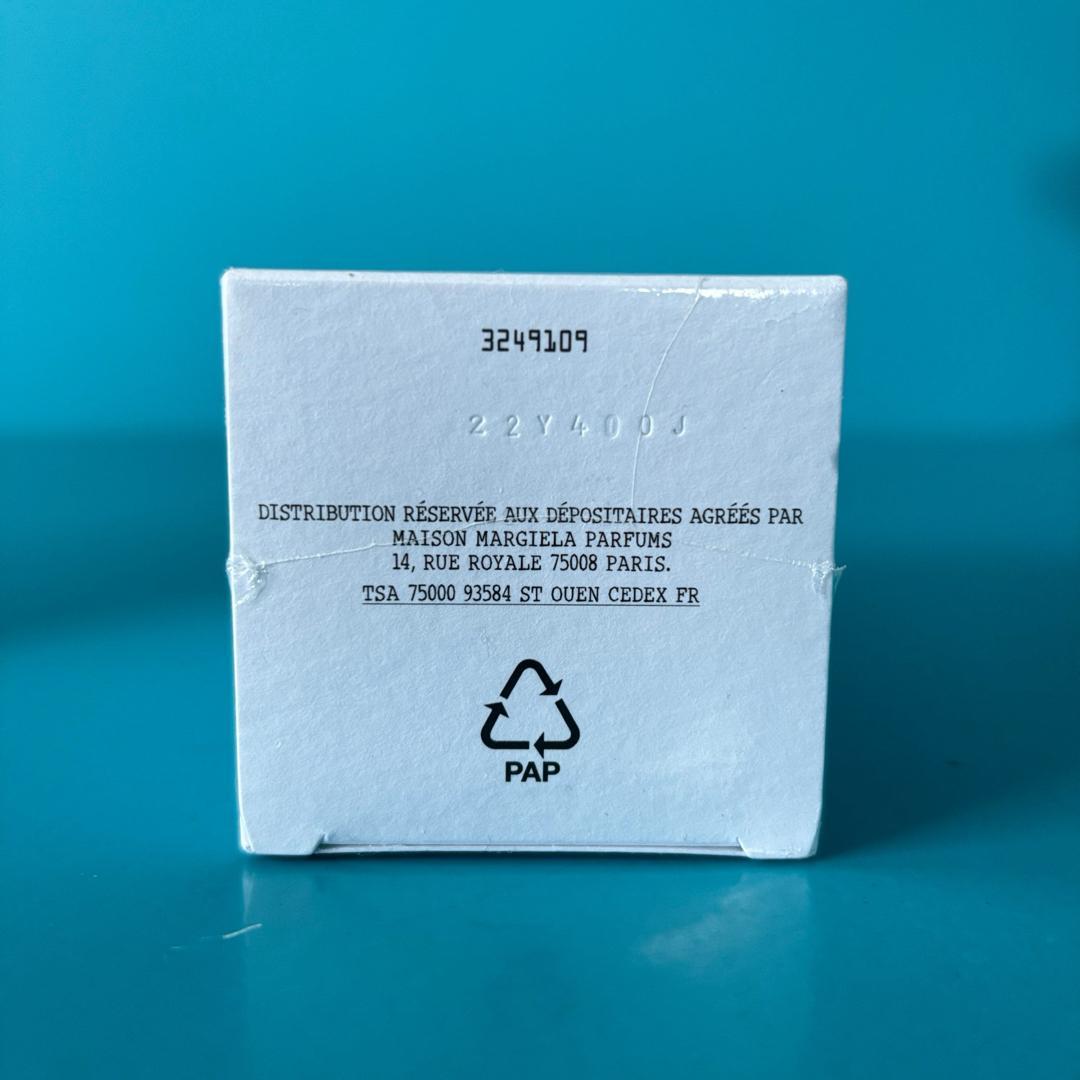 3249109
22Y400J
DISTRIBUTION RÉSERVÉE AUX DÉPOSITAIRES AGRÉÉS PAR
MAISON MARGIELA PARFUMS
14, RUE ROYALE 75008 PARIS.
TSA 75000 93584 ST OUEN CEDEX FR
PAP